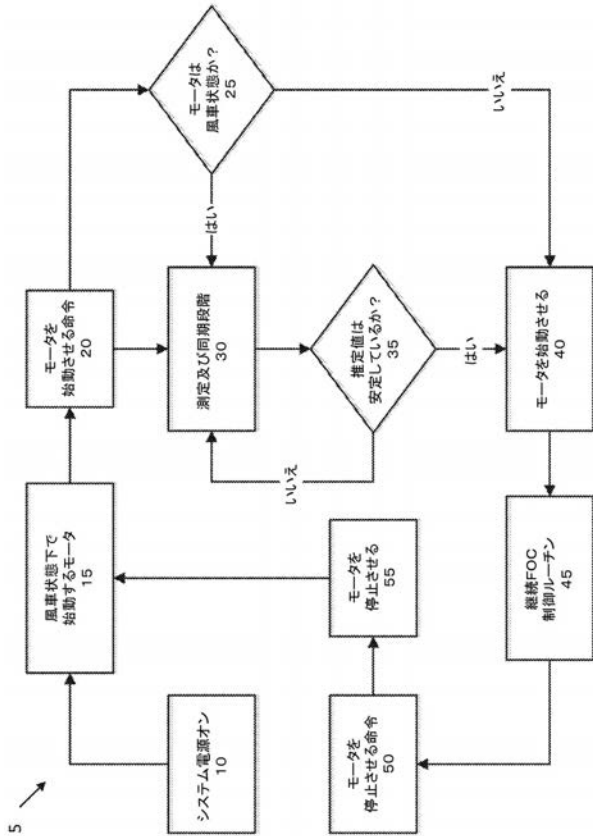 5
システム電源オン
10
風車状態下で
始動するモータ
15
モータを
始動させる命令
20
モータは
風車状態か？
25
はい
いいえ
測定及び同期段階
30
推定値は
安定しているか？
35
いいえ
はい
モータを始動させる
40
継続FOC
制御ルーチン
45
モータを
停止させる命令
50
モータを
停止させる
55